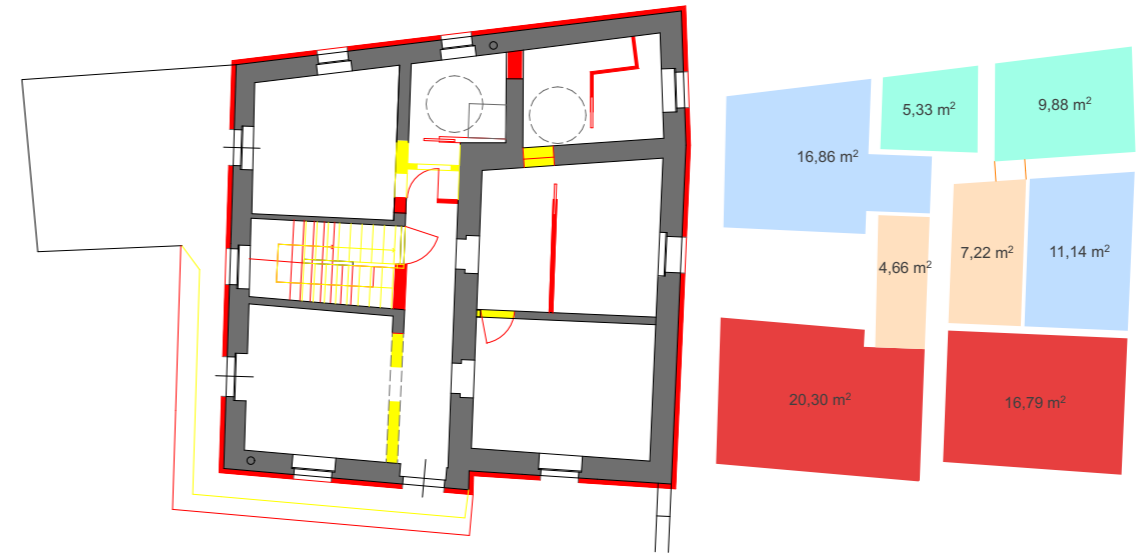 5,33 m²
9,88 m²
16,86 m²
4,66 m²
7,22 m²
11,14 m²
20,30 m²
16,79 m²